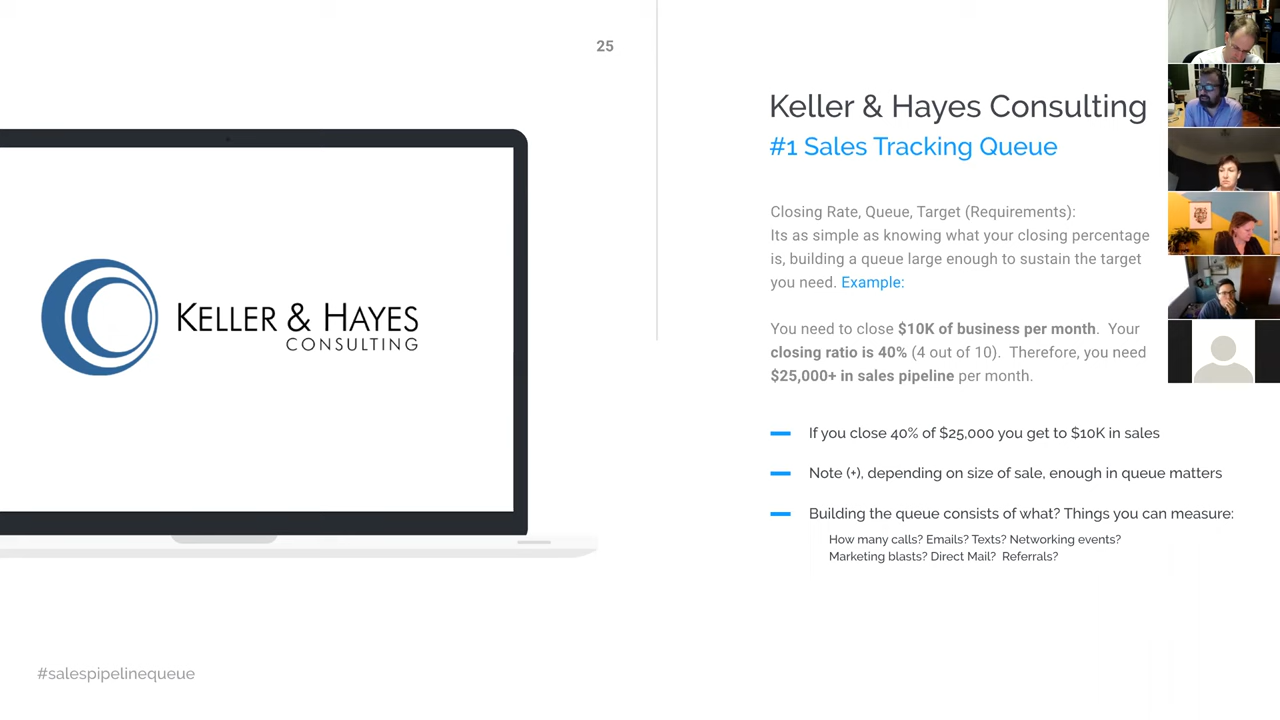 25
KELLER & HAYES
CONSULTING
Keller & Hayes Consulting
#1 Sales Tracking Queue
Closing Rate, Queue, Target (Requirements):
Its as simple as knowing what your closing percentage
is, building a queue large enough to sustain the target
you need. Example:
You need to close $10K of business per month. Your
closing ratio is 40% (4 out of 10). Therefore, you need
$25,000+ in sales pipeline per month.
If you close 40% of $25,000 you get to $10K in sales
Note (+), depending on size of sale, enough in queue matters
Building the queue consists of what? Things you can measure:
How many calls? Emails? Texts? Networking events?
Marketing blasts? Direct Mail? Referrals?
#salespipelinequeue